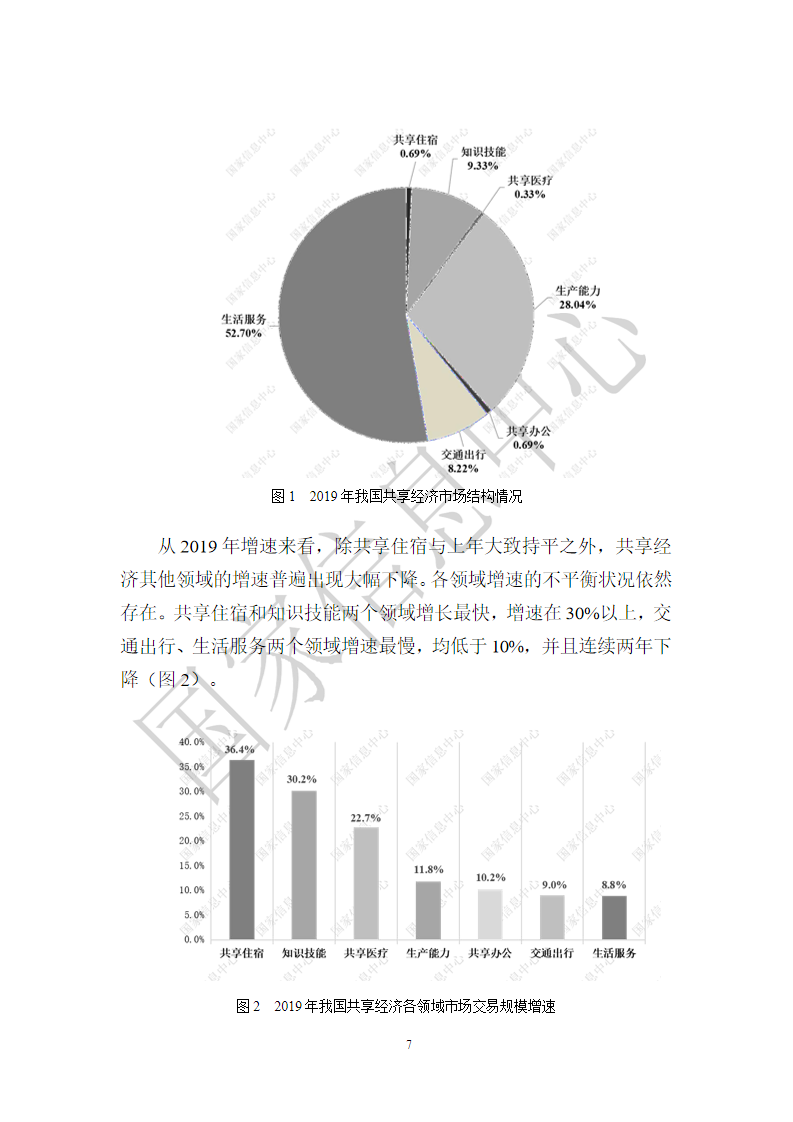 共享住宿
0.69%
知识技能
9.33%
共享医疗
0.33%
生产能力
28.04%
生活服务
52.70%
共享办公
0.69%
交通出行
8.22%
图 1 2019 年我国共享经济市场结构情况
从 2019 年增速来看，除共享住宿与上年大致持平之外，共享经
济其他领域的增速普遍出现大幅下降。各领域增速的不平衡状况依然
存在。共享住宿和知识技能两个领域增长最快，增速在 30%以上，交
通出行、生活服务两个领域增速最慢，均低于 10%，并且连续两年下
降（图 2）。
国家信息中心
40.0%
35.0%
30.0%
25.0%
20.0%
15.0%
10.0%
5.0%
0.0%
36.4%
30.2%
22.7%
11.8%
10.2%
9.0%
8.8%
共享住宿 知识技能 共享医疗 生产能力 共享办公 交通出行 生活服务
图 2 2019 年我国共享经济各领域市场交易规模增速
7